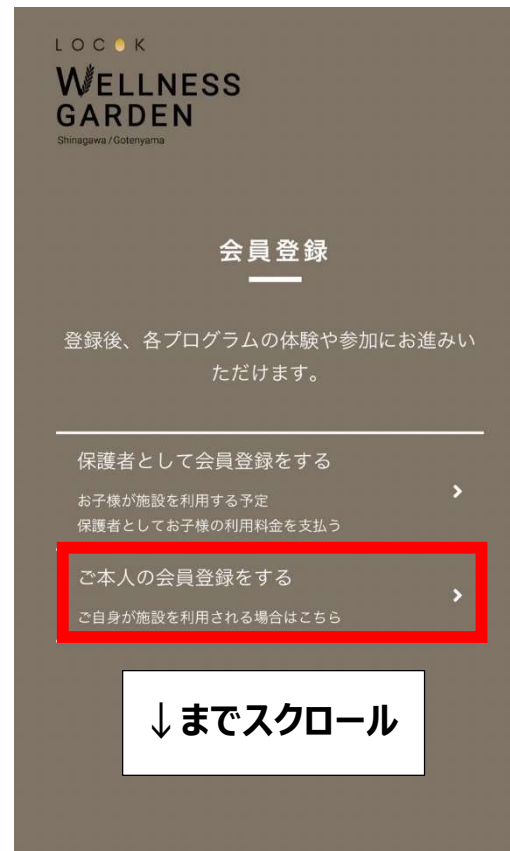 LOCOK
WELLNESS
GARDEN
Shinagawa / Gotenyama
会員登録
登録後、各プログラムの体験や参加にお進みい
ただけます。
保護者として会員登録をする
お子様が施設を利用する予定
保護者としてお子様の利用料金を支払う
ご本人の会員登録をする
ご自身が施設を利用される場合はこちら
↓までスクロール